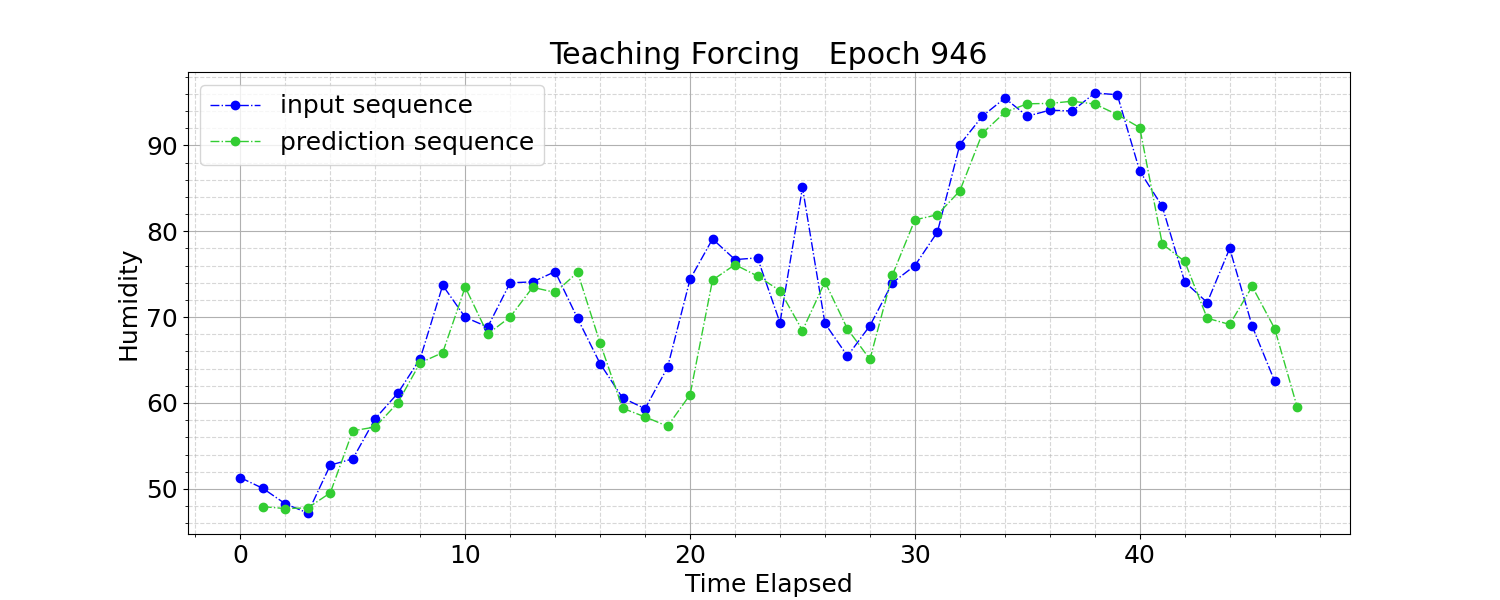 Teaching Forcing   Epoch 946
input sequence
prediction sequence
90
80
70
60
50
Humidity
0 10 20 30 40
Time Elapsed